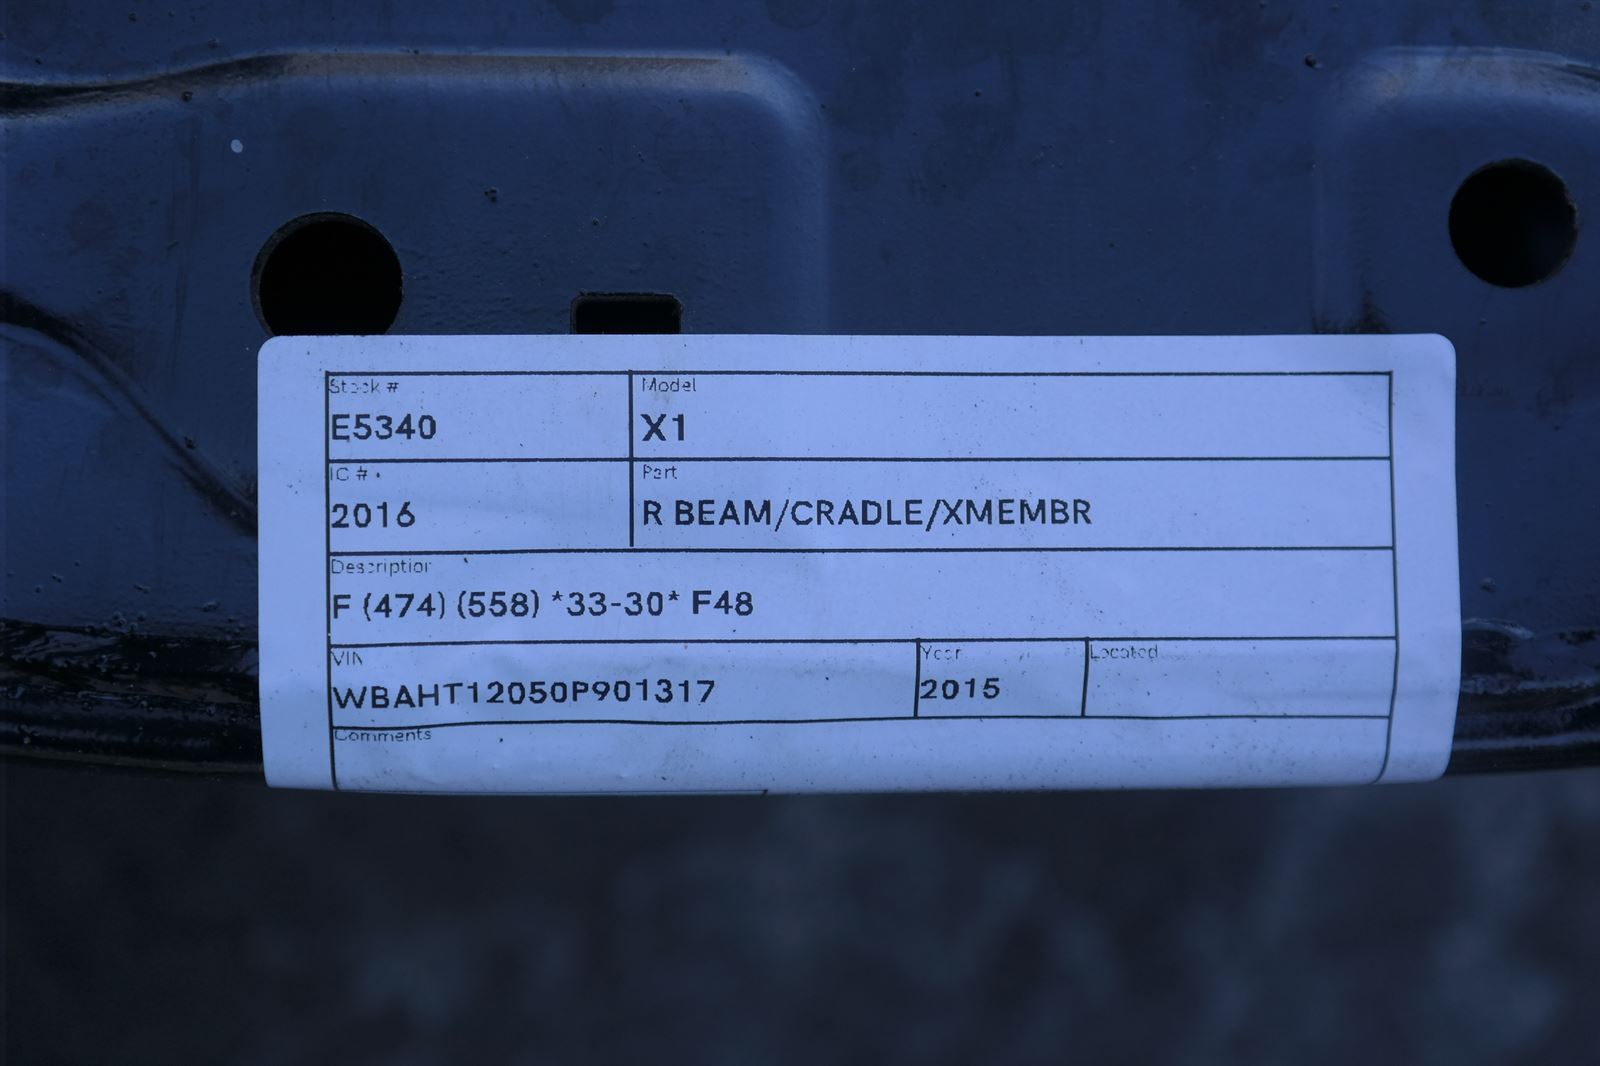 Stock #
E5340
Model
X1
IC #
2016
Part
R BEAM/CRADLE/XMEMBR
Description
F (474) (558) *33-30* F48
VIN
WBAHT12050P901317
Year
2015
Located
Comments